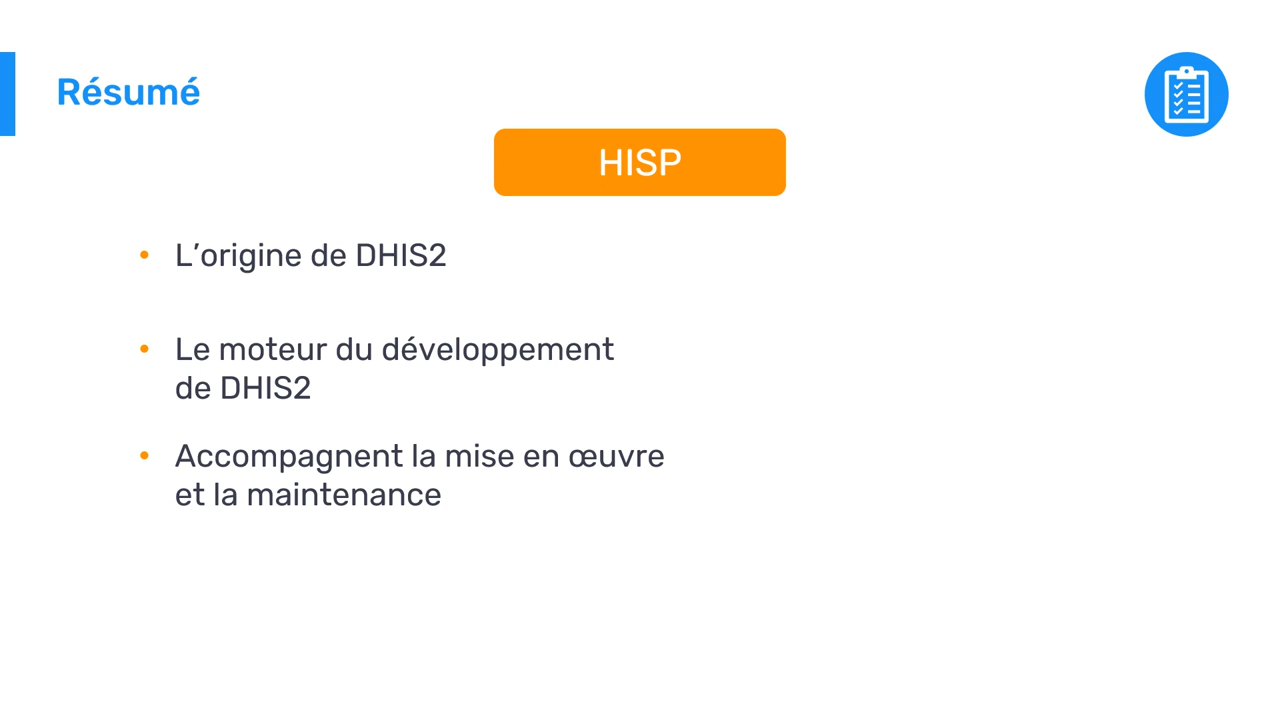 Résumé
HISP
• L’origine de DHIS2
• Le moteur du développement
de DHIS2
• Accompagnent la mise en œuvre
et la maintenance